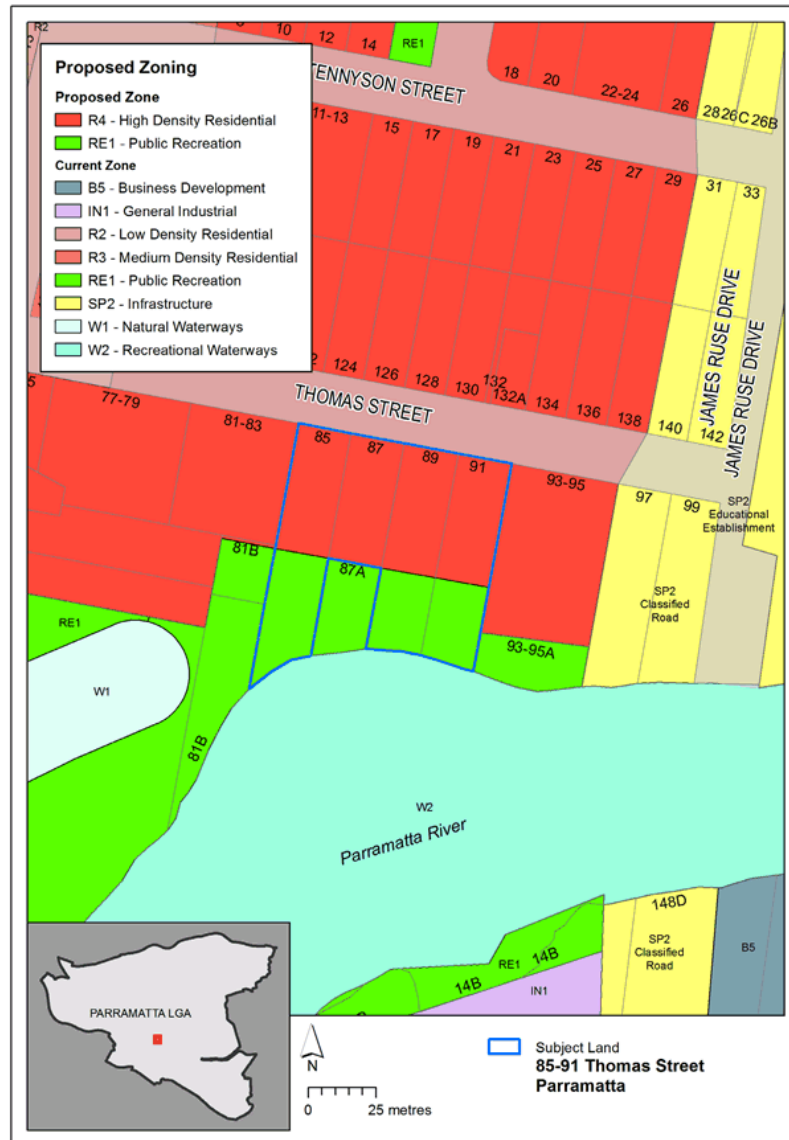 R2
10
12
14
RE1
18
20
22-24
26
28
26C
26B
TENNYSON STREET
Proposed Zoning
Proposed Zone
R4 - High Density Residential
RE1 - Public Recreation
Current Zone
B5 - Business Development
IN1 - General Industrial
R2 - Low Density Residential
R3 - Medium Density Residential
RE1 - Public Recreation
SP2 - Infrastructure
W1 - Natural Waterways
W2 - Recreational Waterways
11-13
15
17
19
21
23
25
27
29
31
33
JAMES RUSE DRIVE
JAMES RUSE DRIVE
124
126
128
130
132
132A
134
136
138
140
142
THOMAS STREET
77-79
81-83
85
87
89
91
93-95
97
99
SP2
Educational
Establishment
81B
87A
SP2
Classified
Road
93-95A
RE1
W1
81B
W2
Parramatta River
148D
SP2
Classified
Road
B5
14B
RE1
14B
IN1
PARRAMATTA LGA
N
0 25 metres
Subject Land
85-91 Thomas Street
Parramatta